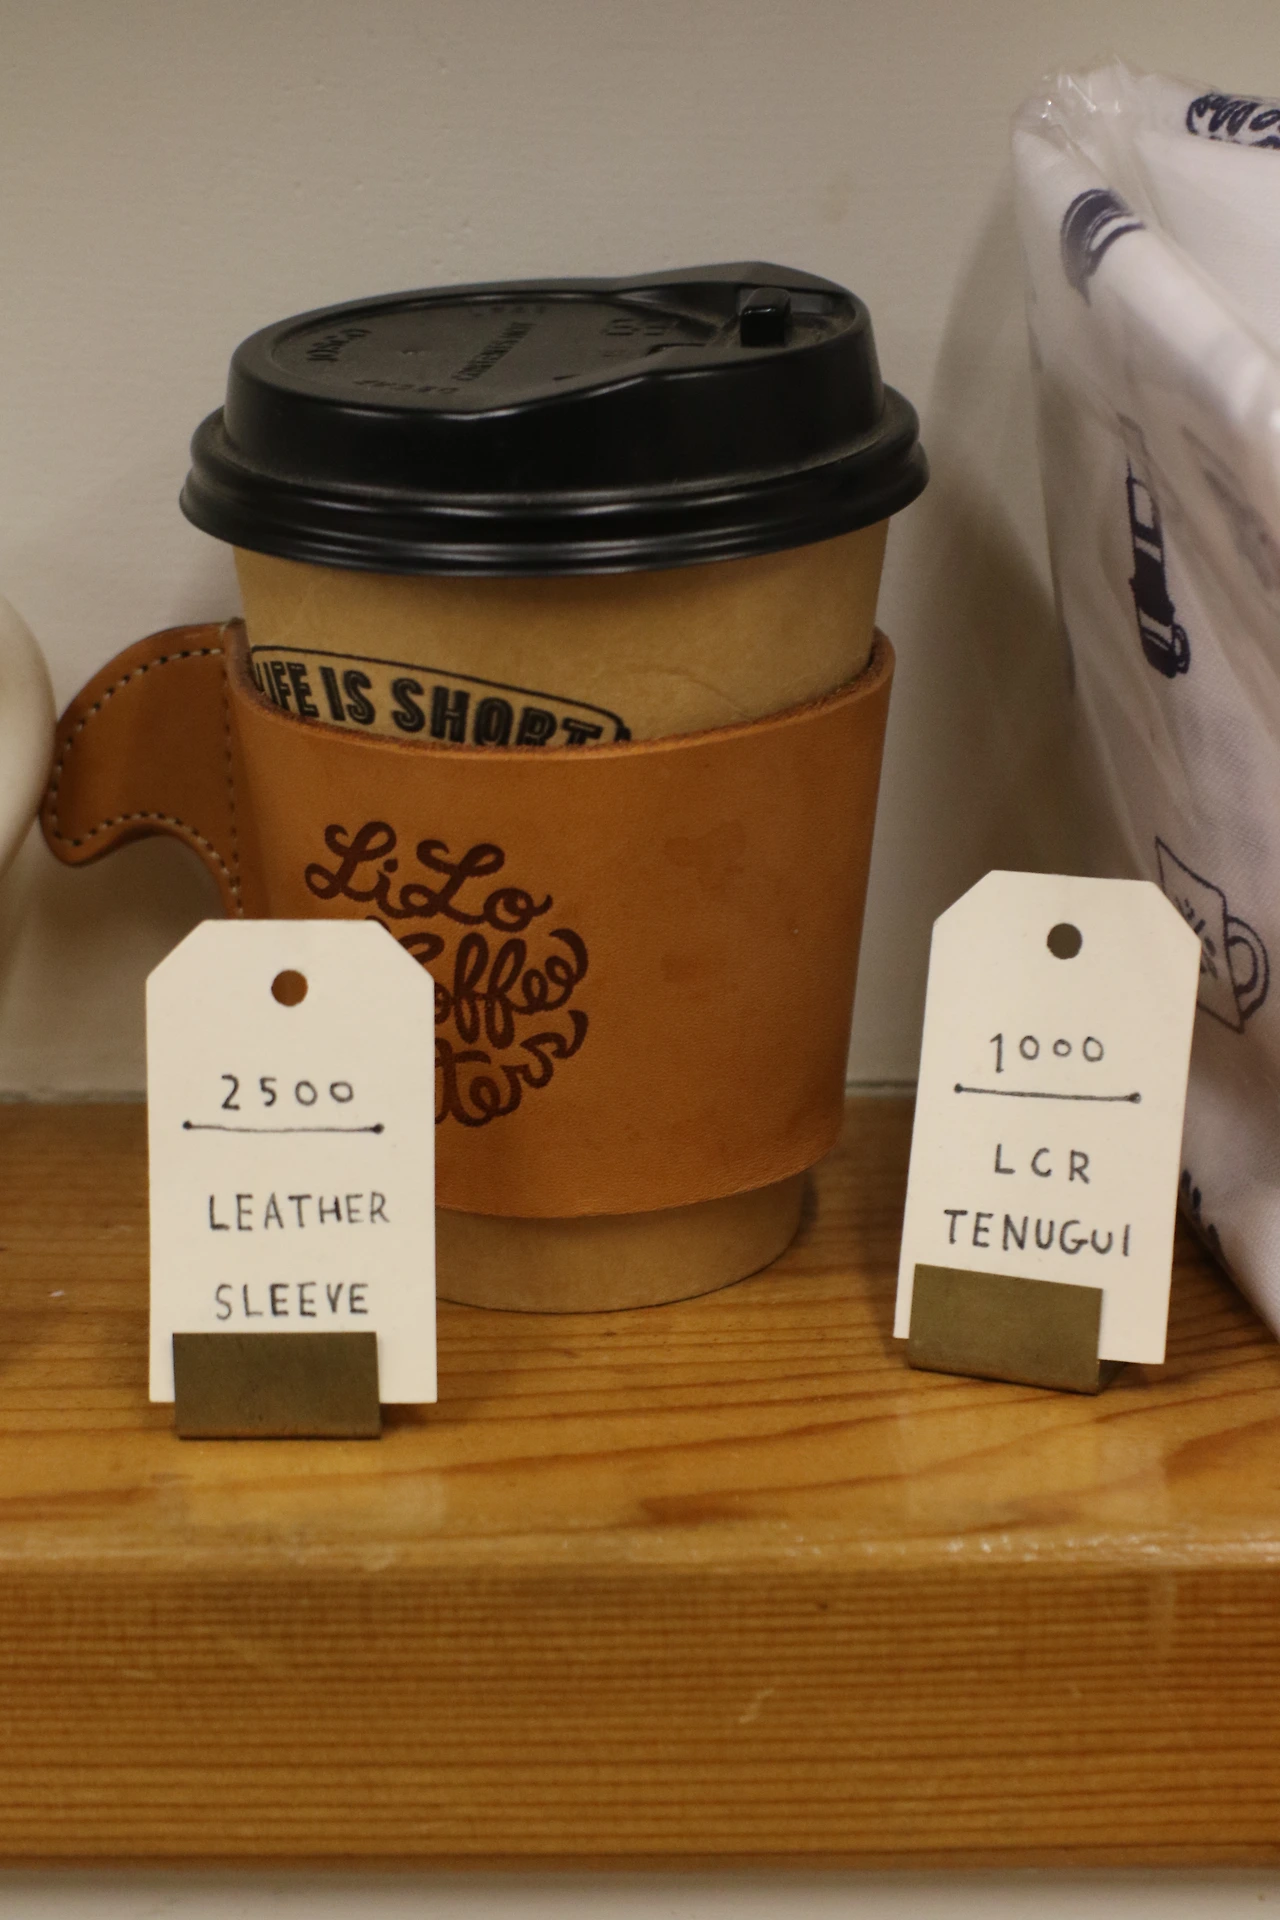 LIFE IS SHORT
LiLo
Coffee
2500
LEATHER
SLEEVE
1000
LCR
TENUGUI